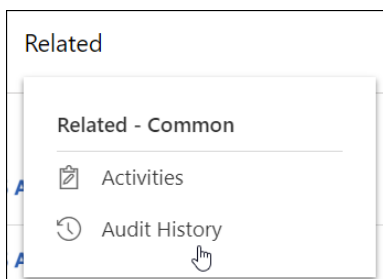 Related
Related - Common
Activities
A
Audit History
A